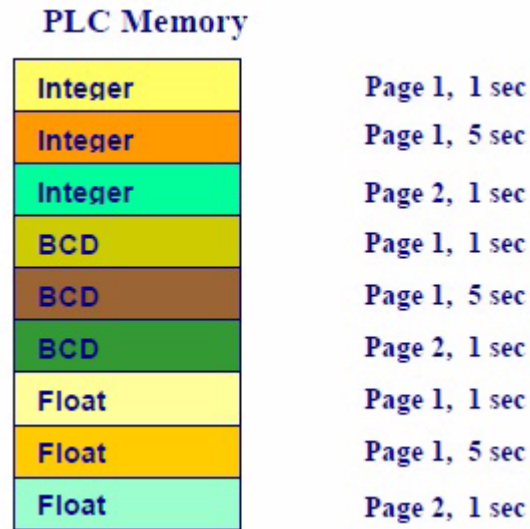 PLC Memory
Integer Page 1, 1 sec
Integer Page 1, 5 sec
Integer Page 2, 1 sec
BCD Page 1, 1 sec
BCD Page 1, 5 sec
BCD Page 2, 1 sec
Float Page 1, 1 sec
Float Page 1, 5 sec
Float Page 2, 1 sec